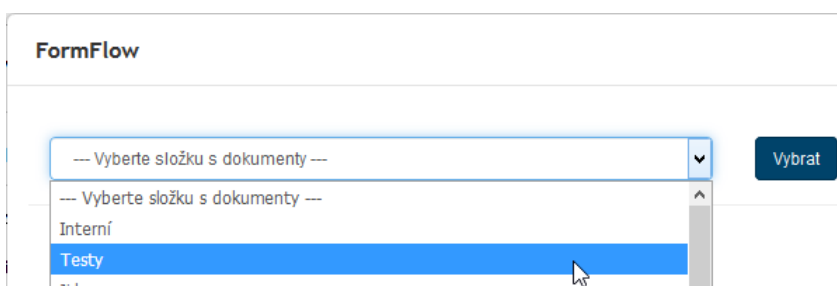 FormFlow
--- Vyberte složku s dokumenty ---
Vybrat
--- Vyberte složku s dokumenty ---
Interní
Testy